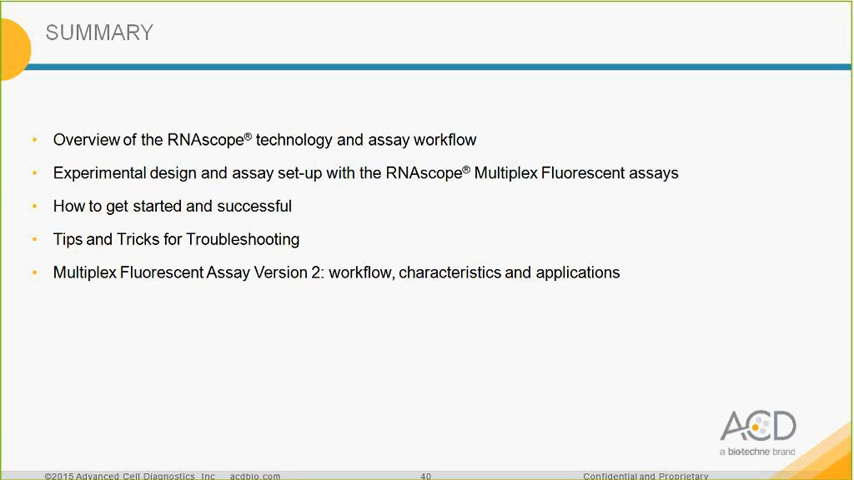 SUMMARY
• Overview of the RNAscope® technology and assay workflow
• Experimental design and assay set-up with the RNAscope® Multiplex Fluorescent assays
• How to get started and successful
• Tips and Tricks for Troubleshooting
• Multiplex Fluorescent Assay Version 2: workflow, characteristics and applications
ACD
a biotechne brand
©2015 Advanced Cell Diagnostics, Inc acdbio.com 40 Confidential and Proprietary